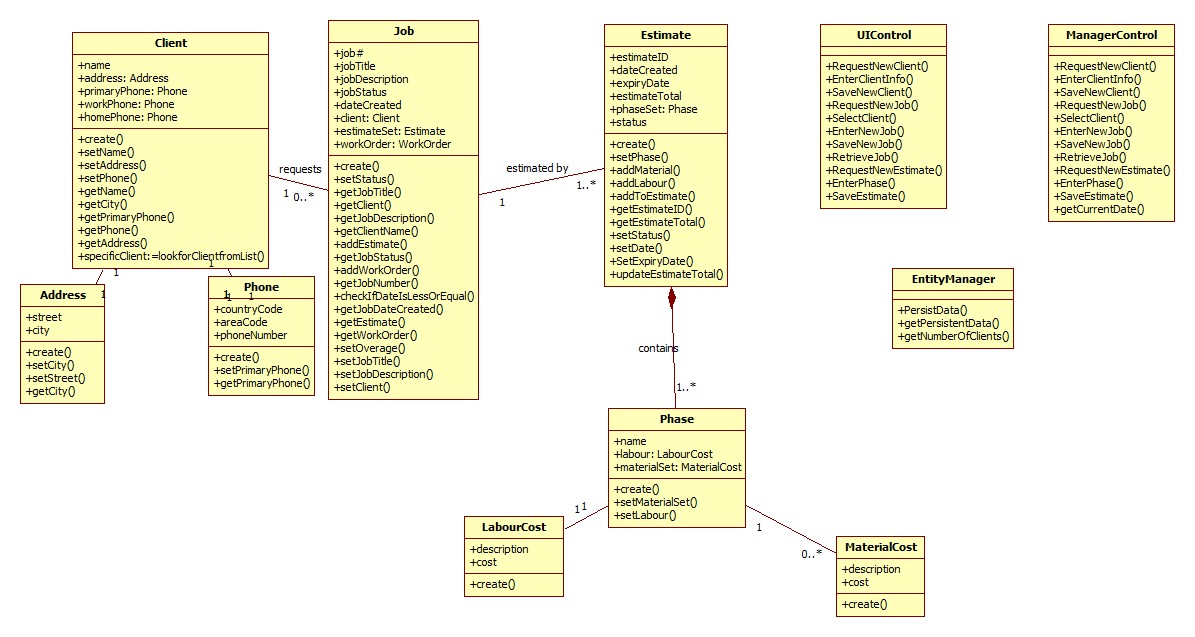 Client
+name
+address: Address
+primaryPhone: Phone
+workPhone: Phone
+homePhone: Phone
+create()
+setName()
+setAddress()
+setPhone()
+getName()
+getCity()
+getPrimaryPhone()
+getPhone()
+getAddress()
+specificClient:=lookforClientfromList()
requests
1
0..*
Job
+job#
+jobTitle
+jobDescription
+jobStatus
+dateCreated
+client: Client
+estimateSet: Estimate
+workOrder: WorkOrder
+create()
+setStatus()
+getJobTitle()
+getClient()
+getJobDescription()
+getClientName()
+addEstimate()
+getJobStatus()
+addWorkOrder()
+getJobNumber()
+checkIfDateIsLessOrEqual()
+getJobDateCreated()
+getEstimate()
+getWorkOrder()
+setOverage()
+setJobTitle()
+setJobDescription()
+setClient()
estimated by
1
1..*
Estimate
+estimateID
+dateCreated
+expiryDate
+estimateTotal
+phaseSet: Phase
+status
+create()
+setPhase()
+addMaterial()
+addLabour()
+addToEstimate()
+getEstimateID()
+getEstimateTotal()
+setStatus()
+setDate()
+SetExpiryDate()
+updateEstimateTotal()
UIControl
+RequestNewClient()
+EnterClientInfo()
+SaveNewClient()
+RequestNewJob()
+SelectClient()
+EnterNewJob()
+SaveNewJob()
+RetrieveJob()
+RequestNewEstimate()
+EnterPhase()
+SaveEstimate()
ManagerControl
+RequestNewClient()
+EnterClientInfo()
+SaveNewClient()
+RequestNewJob()
+SelectClient()
+EnterNewJob()
+SaveNewJob()
+RetrieveJob()
+RequestNewEstimate()
+EnterPhase()
+SaveEstimate()
+getCurrentDate()
1
1
1
1
1
1
Address
+street
+city
+create()
+setCity()
+setStreet()
+getCity()
Phone
+countryCode
+areaCode
+phoneNumber
+create()
+setPrimaryPhone()
+getPrimaryPhone()
EntityManager
+PersistData()
+getPersistentData()
+getNumberOfClients()
contains
1..*
Phase
+name
+labour: LabourCost
+materialSet: MaterialCost
+create()
+setMaterialSet()
+setLabour()
1
1
1
0..*
LabourCost
+description
+cost
+create()
MaterialCost
+description
+cost
+create()